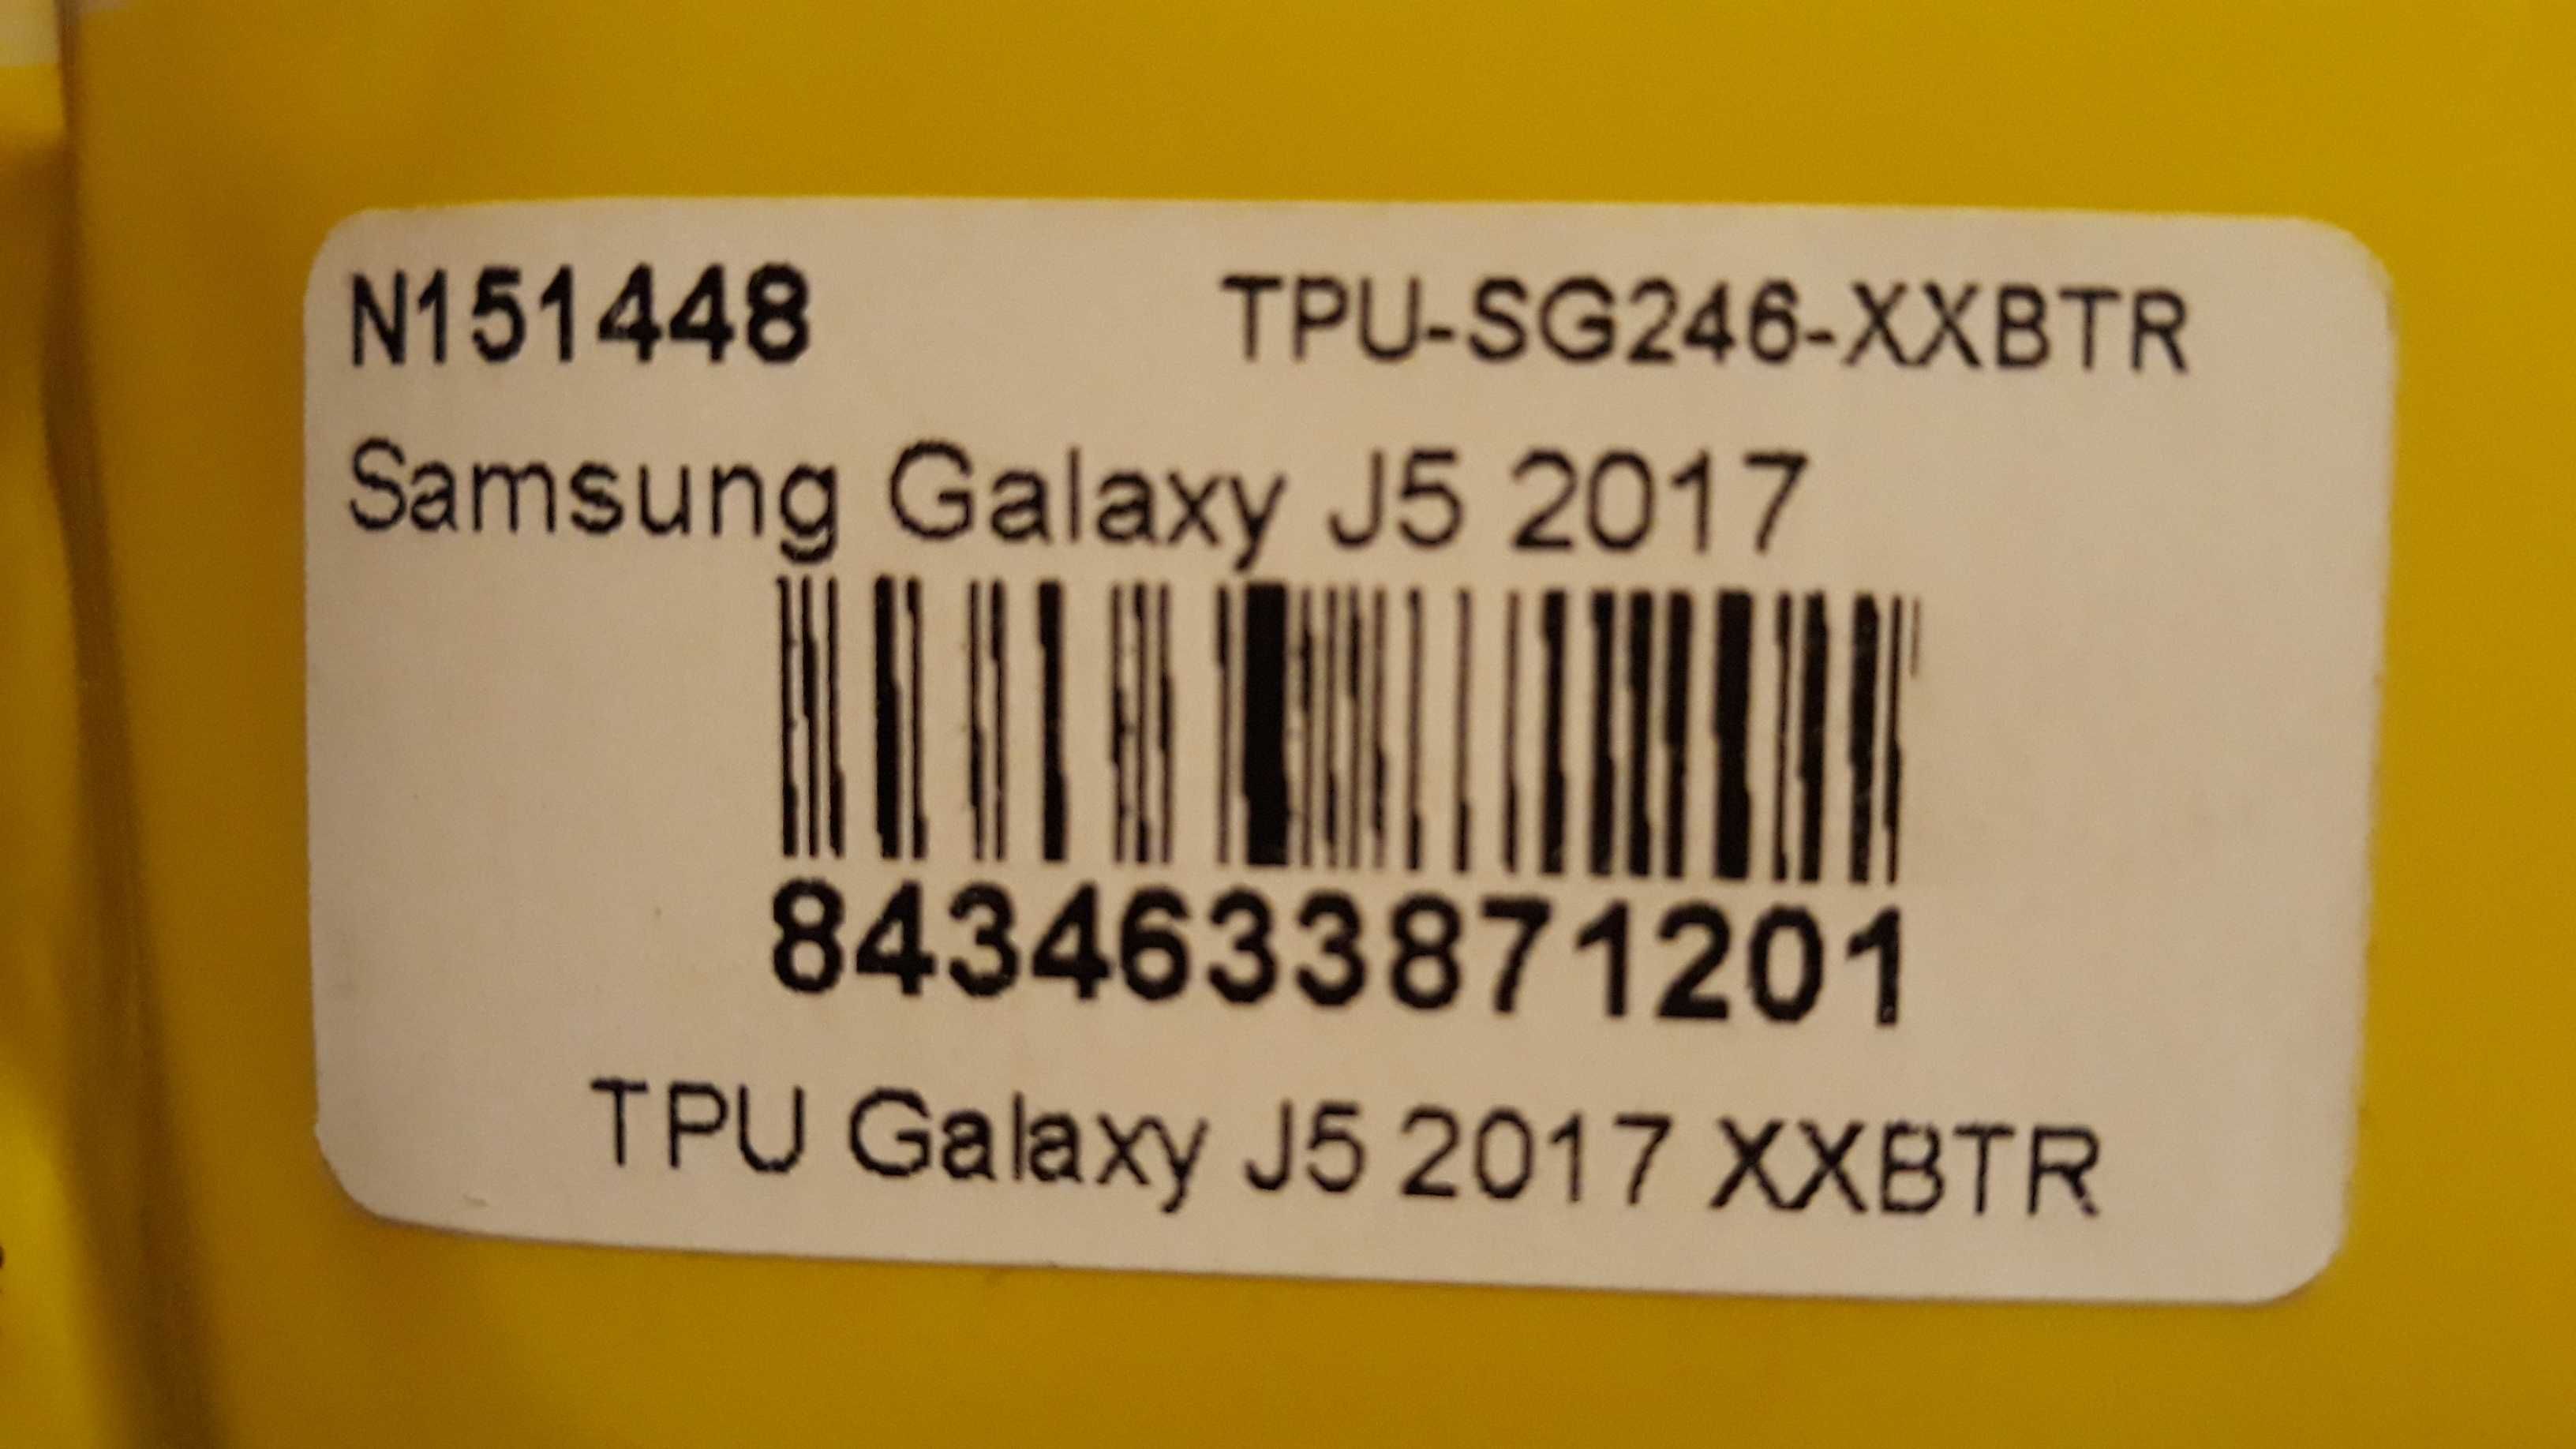 N151448 TPU-SG246-XXBTR
Samsung Galaxy J5 2017
8434633871201
TPU Galaxy J5 2017 XXBTR